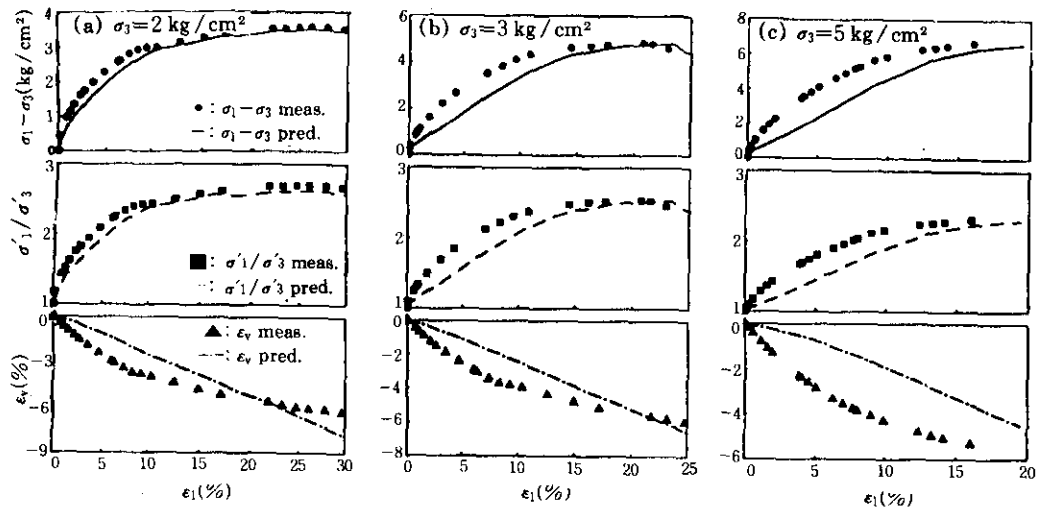 (a) σ₃=2 kg/cm²
σ₁−σ₃(kg/cm²)
4
3
2
1
0
●: σ₁−σ₃ meas.
—: σ₁−σ₃ pred.
σ'₁/σ'₃
3
2
1
■: σ'₁/σ'₃ meas.
--: σ'₁/σ'₃ pred.
εᵥ(%)
0
−3
−6
−9
▲: εᵥ meas.
—·—: εᵥ pred.
0 5 10 15 20 25 30
ε₁(%)
(b) σ₃=3 kg/cm²
6
4
2
0
3
2
1
0
−2
−4
−6
−8
0 5 10 15 20 25
ε₁(%)
(c) σ₃=5 kg/cm²
8
6
4
2
0
3
2
1
0
−2
−4
−6
0 5 10 15 20
ε₁(%)